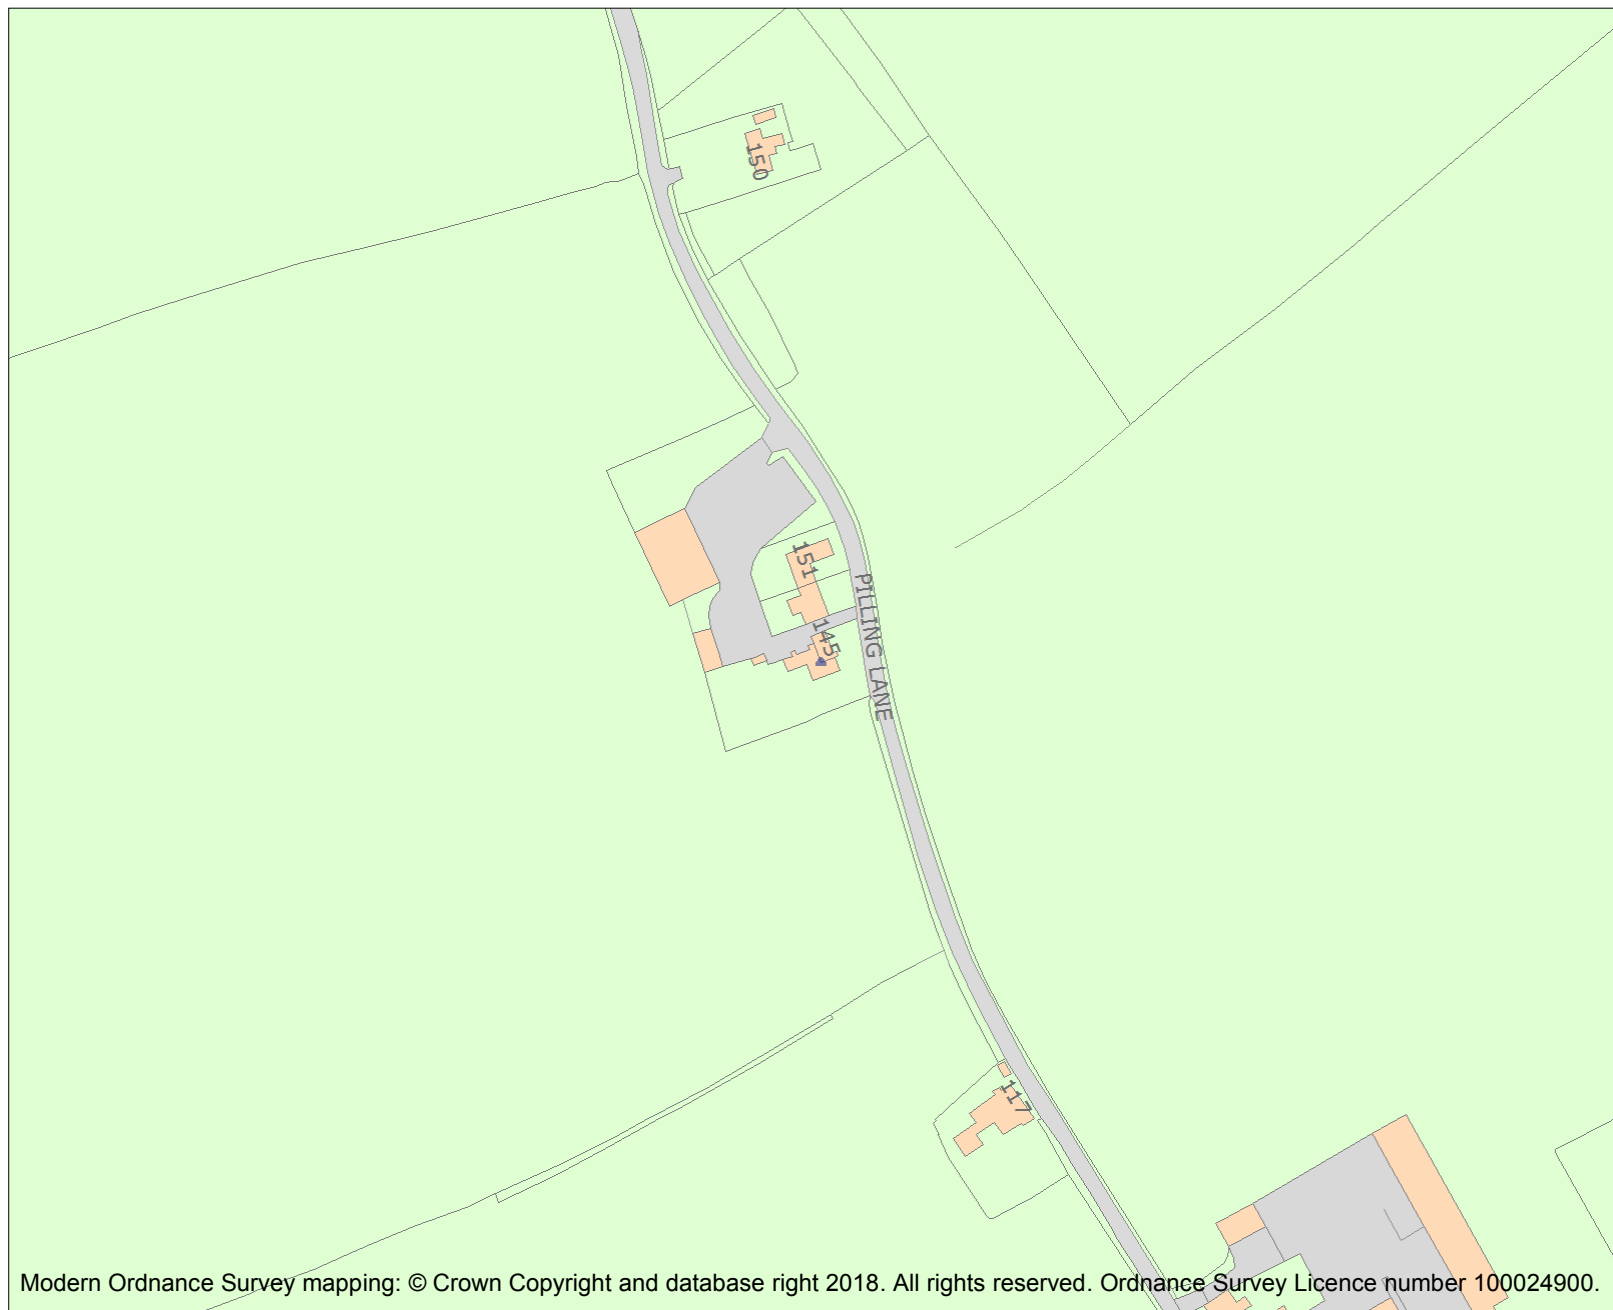 150
151
145
PILLING LANE
117
Modern Ordnance Survey mapping: © Crown Copyright and database right 2018. All rights reserved. Ordnance Survey Licence number 100024900.